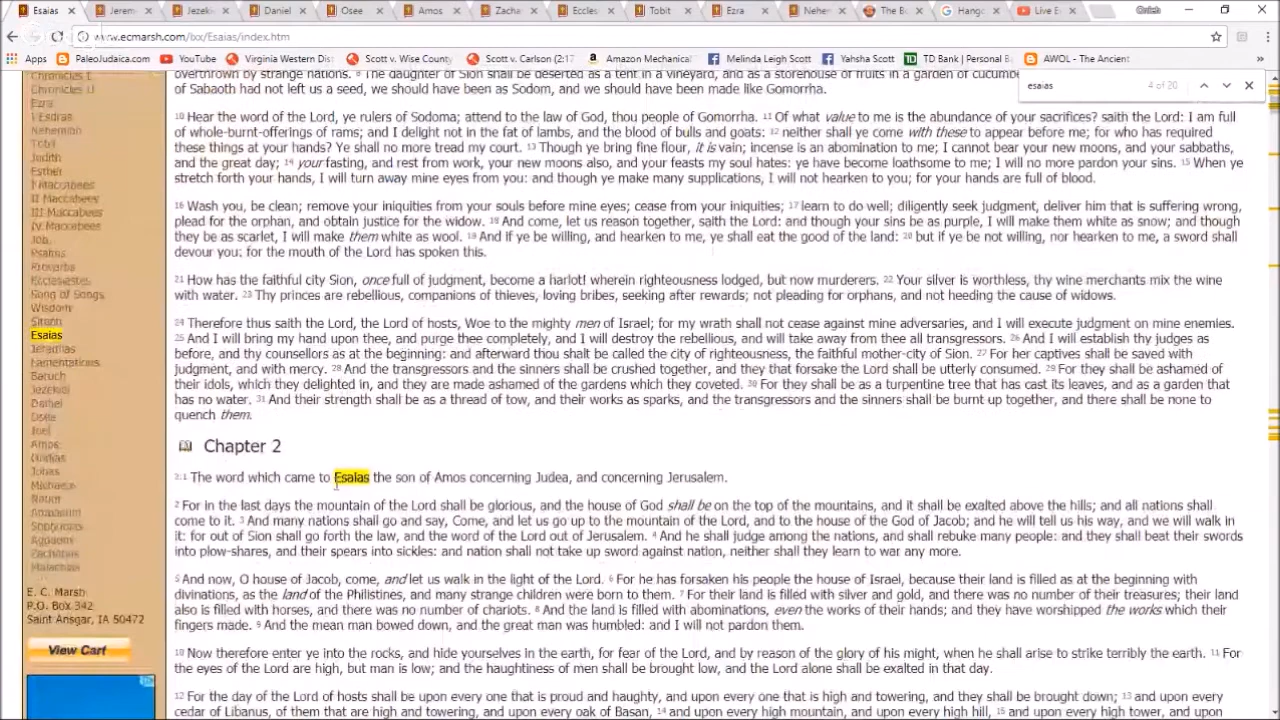 Esaias
Jerem
Jezeki
Daniel
Osee
Amos
Zacha
Eccles
Tobit
Ezra
Nehem
The B
Hang
Live E
www.ecmarsh.com/lxx/Esaias/index.htm
Apps PaleoJudaica.com YouTube Virginia Western Dis Scott v. Wise County Scott v. Carlson (2:17 Amazon Mechanical Melinda Leigh Scott Yahsha Scott TD Bank | Personal B AWOL - The Ancient »
esaias 4 of 20
Chronicles I
Chronicles II
Ezra
I Esdras
Nehemiah
Tobit
Judith
Esther
I Maccabees
II Maccabees
III Maccabees
IV Maccabees
Job
Psalms
Proverbs
Ecclesiastes
Song of Songs
Wisdom
Sirach
Esaias
Jeremias
Lamentations
Baruch
Jezekiel
Daniel
Osee
Joel
Amos
Obdias
Jonas
Michaeas
Naum
Ambacum
Sophonias
Aggaeus
Zacharias
Malachias
E. C. Marsh
P.O. Box 342
Saint Ansgar, IA 50472
View Cart
overthrown by strange nations. 8 The daughter of Sion shall be deserted as a tent in a vineyard, and as a storehouse of fruits in a garden of cucumbe
of Sabaoth had not left us a seed, we should have been as Sodom, and we should have been made like Gomorrha.
10 Hear the word of the Lord, ye rulers of Sodoma; attend to the law of God, thou people of Gomorrha. 11 Of what value to me is the abundance of your sacrifices? saith the Lord: I am full
of whole-burnt-offerings of rams; and I delight not in the fat of lambs, and the blood of bulls and goats: 12 neither shall ye come with these to appear before me; for who has required
these things at your hands? Ye shall no more tread my court. 13 Though ye bring fine flour, it is vain; incense is an abomination to me; I cannot bear your new moons, and your sabbaths,
and the great day; 14 your fasting, and rest from work, your new moons also, and your feasts my soul hates: ye have become loathsome to me; I will no more pardon your sins. 15 When ye
stretch forth your hands, I will turn away mine eyes from you: and though ye make many supplications, I will not hearken to you; for your hands are full of blood.
16 Wash you, be clean; remove your iniquities from your souls before mine eyes; cease from your iniquities; 17 learn to do well; diligently seek judgment, deliver him that is suffering wrong,
plead for the orphan, and obtain justice for the widow. 18 And come, let us reason together, saith the Lord: and though your sins be as purple, I will make them white as snow; and though
they be as scarlet, I will make them white as wool. 19 And if ye be willing, and hearken to me, ye shall eat the good of the land: 20 but if ye be not willing, nor hearken to me, a sword shall
devour you: for the mouth of the Lord has spoken this.
21 How has the faithful city Sion, once full of judgment, become a harlot! wherein righteousness lodged, but now murderers. 22 Your silver is worthless, thy wine merchants mix the wine
with water. 23 Thy princes are rebellious, companions of thieves, loving bribes, seeking after rewards; not pleading for orphans, and not heeding the cause of widows.
24 Therefore thus saith the Lord, the Lord of hosts, Woe to the mighty men of Israel; for my wrath shall not cease against mine adversaries, and I will execute judgment on mine enemies.
25 And I will bring my hand upon thee, and purge thee completely, and I will destroy the rebellious, and will take away from thee all transgressors. 26 And I will establish thy judges as
before, and thy counsellors as at the beginning: and afterward thou shalt be called the city of righteousness, the faithful mother-city of Sion. 27 For her captives shall be saved with
judgment, and with mercy. 28 And the transgressors and the sinners shall be crushed together, and they that forsake the Lord shall be utterly consumed. 29 For they shall be ashamed of
their idols, which they delighted in, and they are made ashamed of the gardens which they coveted. 30 For they shall be as a turpentine tree that has cast its leaves, and as a garden that
has no water. 31 And their strength shall be as a thread of tow, and their works as sparks, and the transgressors and the sinners shall be burnt up together, and there shall be none to
quench them.
Chapter 2
2:1 The word which came to Esaias the son of Amos concerning Judea, and concerning Jerusalem.
2 For in the last days the mountain of the Lord shall be glorious, and the house of God shall be on the top of the mountains, and it shall be exalted above the hills; and all nations shall
come to it. 3 And many nations shall go and say, Come, and let us go up to the mountain of the Lord, and to the house of the God of Jacob; and he will tell us his way, and we will walk in
it: for out of Sion shall go forth the law, and the word of the Lord out of Jerusalem. 4 And he shall judge among the nations, and shall rebuke many people: and they shall beat their swords
into plow-shares, and their spears into sickles: and nation shall not take up sword against nation, neither shall they learn to war any more.
5 And now, O house of Jacob, come, and let us walk in the light of the Lord. 6 For he has forsaken his people the house of Israel, because their land is filled as at the beginning with
divinations, as the land of the Philistines, and many strange children were born to them. 7 For their land is filled with silver and gold, and there was no number of their treasures; their land
also is filled with horses, and there was no number of chariots. 8 And the land is filled with abominations, even the works of their hands; and they have worshipped the works which their
fingers made. 9 And the mean man bowed down, and the great man was humbled: and I will not pardon them.
10 Now therefore enter ye into the rocks, and hide yourselves in the earth, for fear of the Lord, and by reason of the glory of his might, when he shall arise to strike terribly the earth. 11 For
the eyes of the Lord are high, but man is low; and the haughtiness of men shall be brought low, and the Lord alone shall be exalted in that day.
12 For the day of the Lord of hosts shall be upon every one that is proud and haughty, and upon every one that is high and towering, and they shall be brought down; 13 and upon every
cedar of Libanus, of them that are high and towering, and upon every oak of Basan, 14 and upon every high mountain, and upon every high hill, 15 and upon every high tower, and upon